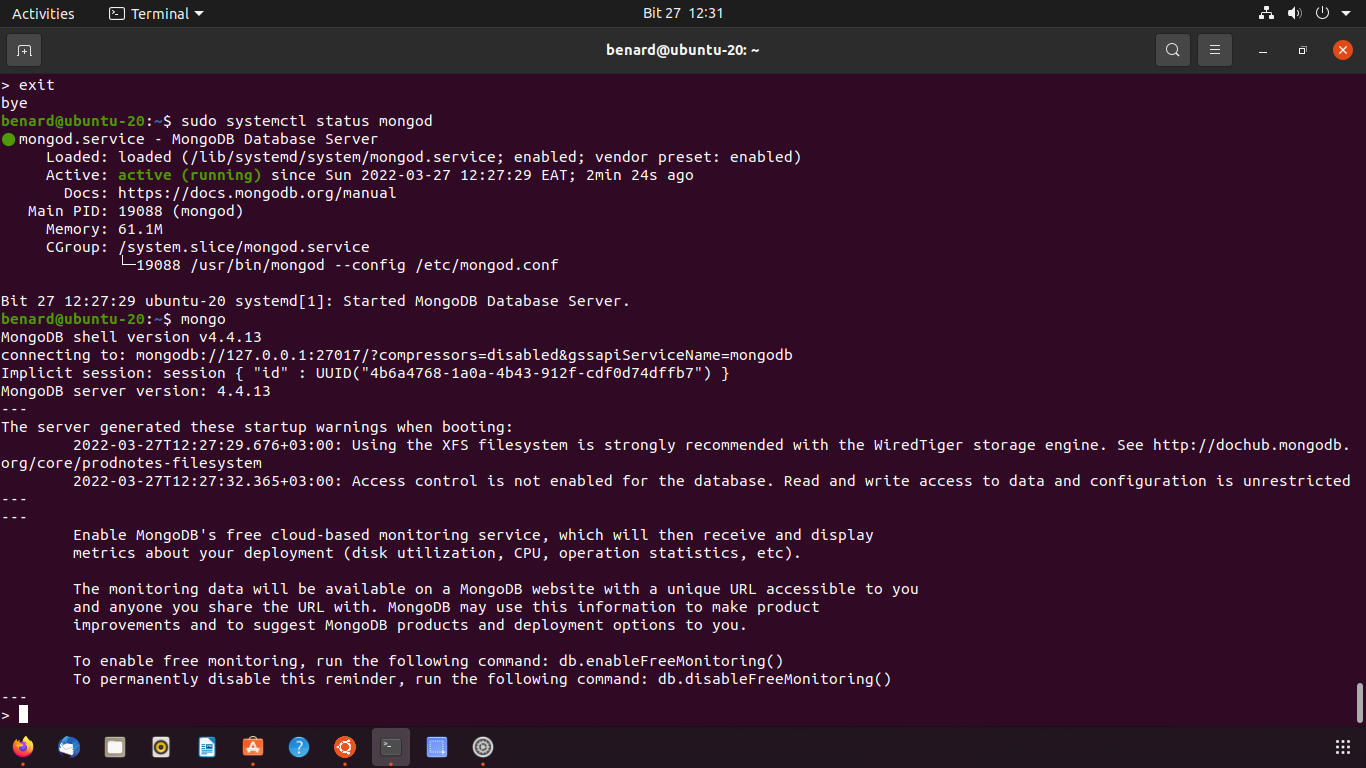 Activities Terminal Bit 27 12:31
benard@ubuntu-20: ~
> exit
bye
benard@ubuntu-20:~$ sudo systemctl status mongod
● mongod.service - MongoDB Database Server
Loaded: loaded (/lib/systemd/system/mongod.service; enabled; vendor preset: enabled)
Active: active (running) since Sun 2022-03-27 12:27:29 EAT; 2min 24s ago
Docs: https://docs.mongodb.org/manual
Main PID: 19088 (mongod)
Memory: 61.1M
CGroup: /system.slice/mongod.service
└─19088 /usr/bin/mongod --config /etc/mongod.conf
Bit 27 12:27:29 ubuntu-20 systemd[1]: Started MongoDB Database Server.
benard@ubuntu-20:~$ mongo
MongoDB shell version v4.4.13
connecting to: mongodb://127.0.0.1:27017/?compressors=disabled&gssapiServiceName=mongodb
Implicit session: session { "id" : UUID("4b6a4768-1a0a-4b43-912f-cdf0d74dffb7") }
MongoDB server version: 4.4.13
---
The server generated these startup warnings when booting:
2022-03-27T12:27:29.676+03:00: Using the XFS filesystem is strongly recommended with the WiredTiger storage engine. See http://dochub.mongodb.
org/core/prodnotes-filesystem
2022-03-27T12:27:32.365+03:00: Access control is not enabled for the database. Read and write access to data and configuration is unrestricted
---
---
Enable MongoDB's free cloud-based monitoring service, which will then receive and display
metrics about your deployment (disk utilization, CPU, operation statistics, etc).
The monitoring data will be available on a MongoDB website with a unique URL accessible to you
and anyone you share the URL with. MongoDB may use this information to make product
improvements and to suggest MongoDB products and deployment options to you.
To enable free monitoring, run the following command: db.enableFreeMonitoring()
To permanently disable this reminder, run the following command: db.disableFreeMonitoring()
---
>